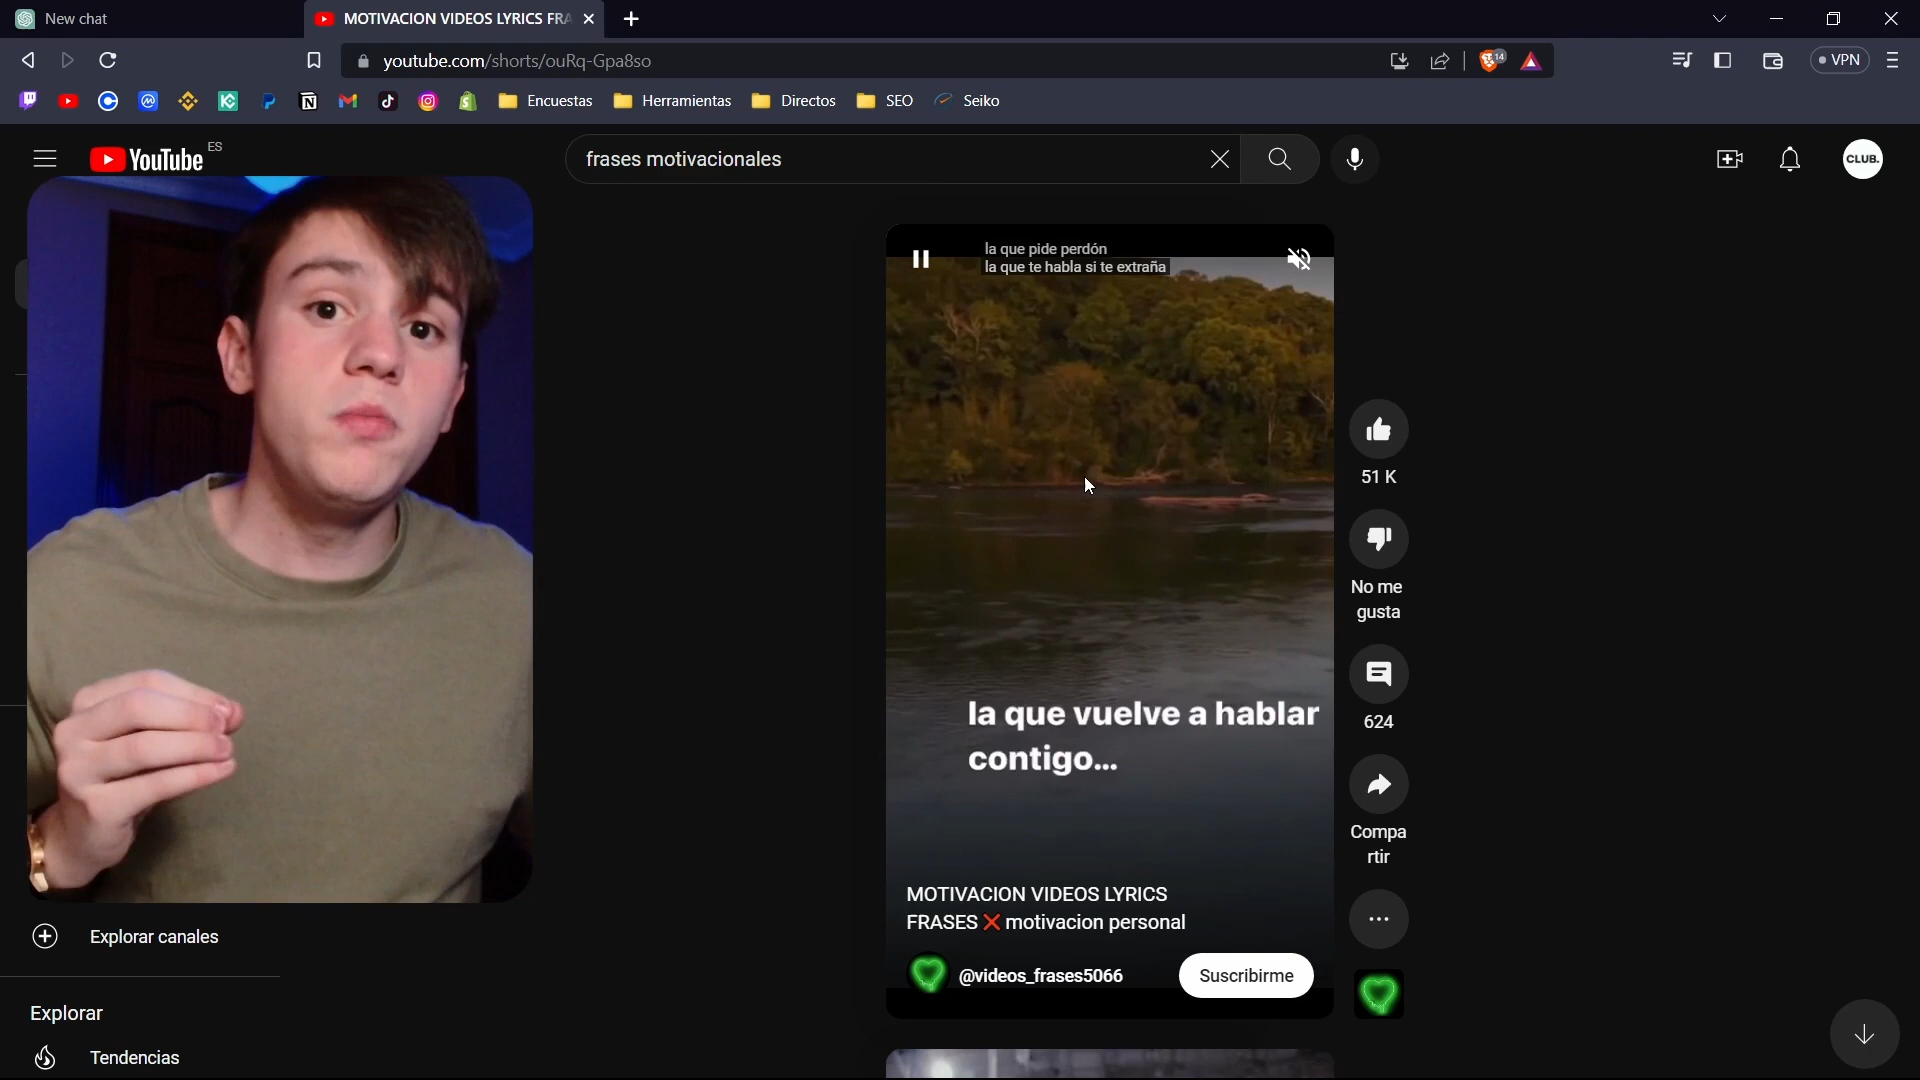 New chat
MOTIVACION VIDEOS LYRICS FRA
youtube.com/shorts/ouRq-Gpa8so
14
VPN
Encuestas
Herramientas
Directos
SEO
Seiko
YouTube
ES
frases motivacionales
CLUB.
la que pide perdón
la que te habla si te extraña
51 K
No me
gusta
624
la que vuelve a hablar
contigo...
Compa
rtir
MOTIVACION VIDEOS LYRICS
FRASES ❌ motivacion personal
@videos_frases5066
Suscribirme
Explorar canales
Explorar
Tendencias